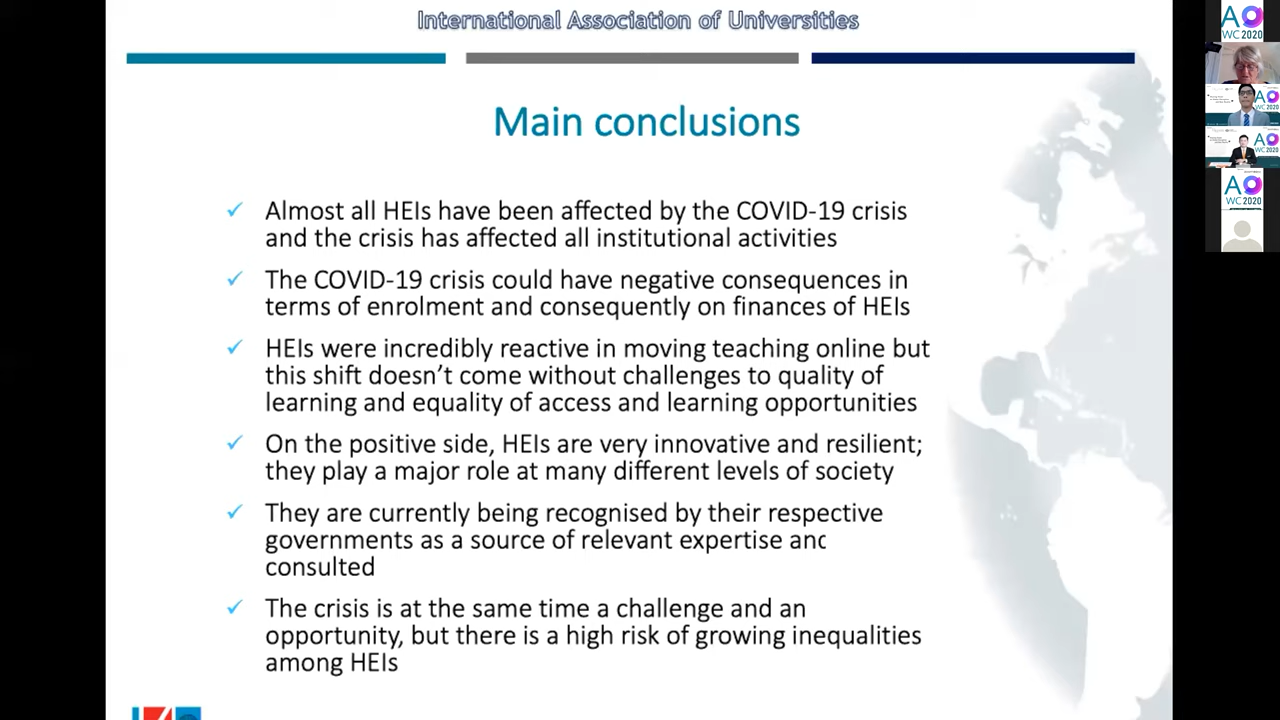 International Association of Universities
Main conclusions
✓ Almost all HEIs have been affected by the COVID-19 crisis
and the crisis has affected all institutional activities
✓ The COVID-19 crisis could have negative consequences in
terms of enrolment and consequently on finances of HEIs
✓ HEIs were incredibly reactive in moving teaching online but
this shift doesn’t come without challenges to quality of
learning and equality of access and learning opportunities
✓ On the positive side, HEIs are very innovative and resilient;
they play a major role at many different levels of society
✓ They are currently being recognised by their respective
governments as a source of relevant expertise and
consulted
✓ The crisis is at the same time a challenge and an
opportunity, but there is a high risk of growing inequalities
among HEIs
WC 2020
WC 2020
WC 2020